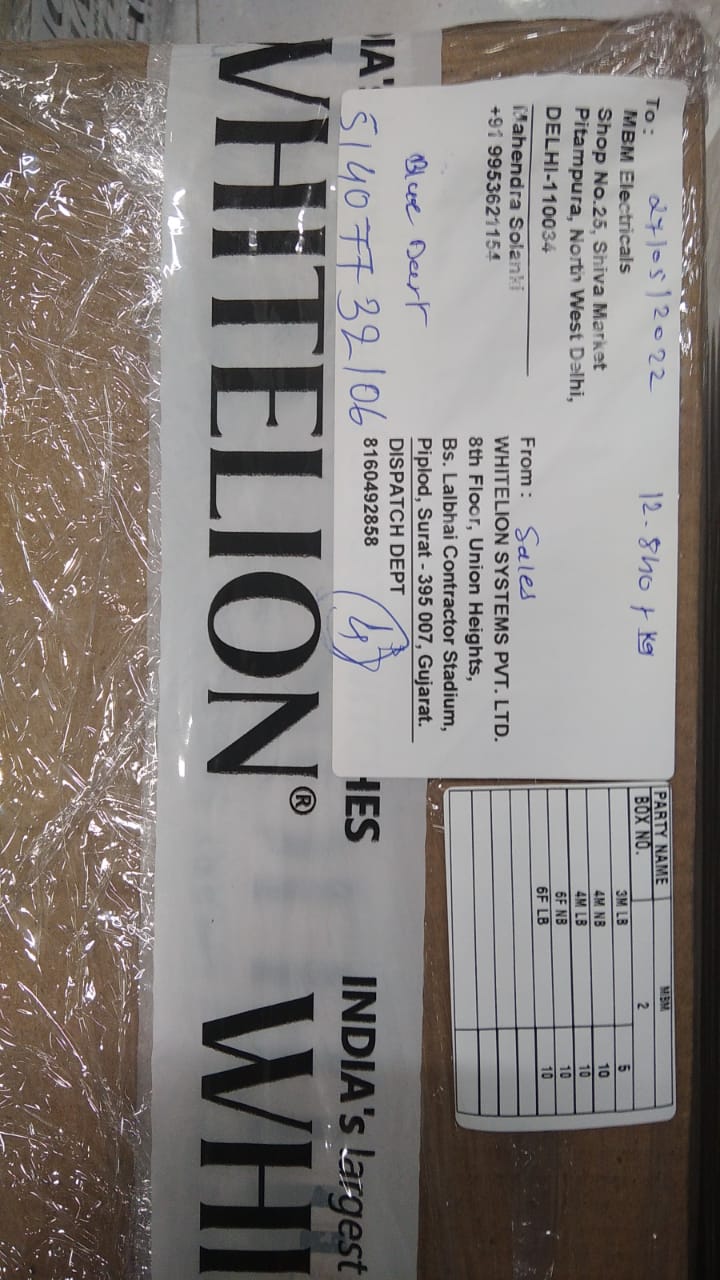 To: 27/05/2022 12.840 + kg
MBM Electricals
Shop No.25, Shiva Market
Pitampura, North West Delhi,
DELHI-110034
Mahendra Solanki
+91 9953621154
Blue Dart
51407732106
From: Sales
WHITELION SYSTEMS PVT. LTD.
8th Floor, Union Heights,
Bs. Lalbhai Contractor Stadium,
Piplod, Surat - 395 007, Gujarat.
DISPATCH DEPT
8160492858
PARTY NAME MBM
BOX NO. 2
3M LB 5
4M NB 10
4M LB 10
6F NB 10
6F LB 10
IA'S
HES
INDIA's largest
WHITELION®
WHI